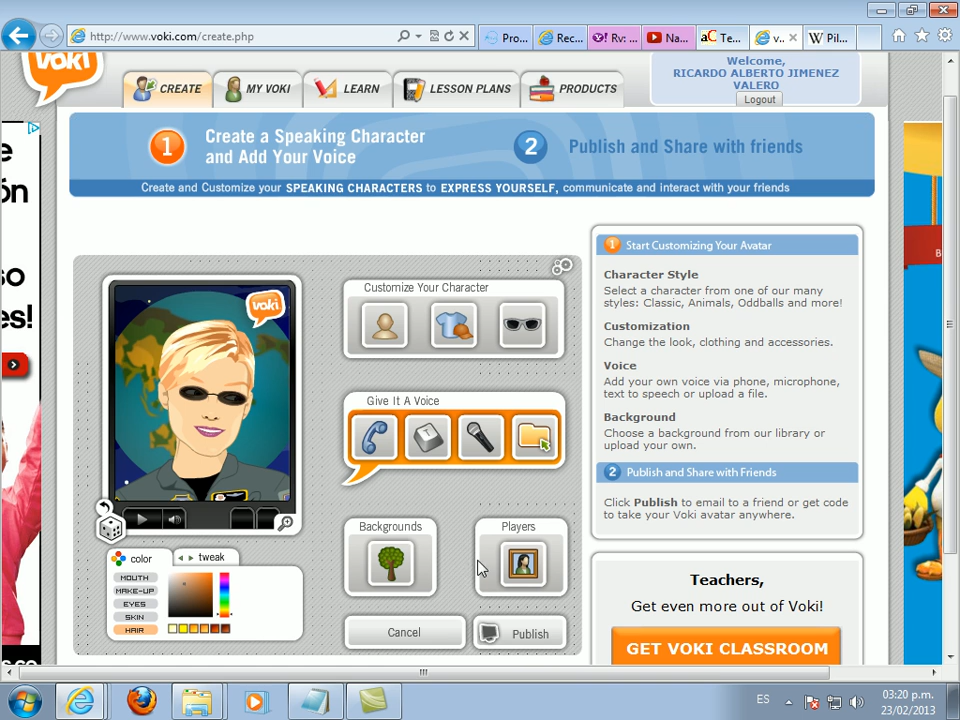 http://www.voki.com/create.php
Pro...
Rec...
Rv: ...
Na...
Te...
v...
Pil...
voki
CREATE
MY VOKI
LEARN
LESSON PLANS
PRODUCTS
Welcome,
RICARDO ALBERTO JIMENEZ
VALERO
Logout
1 Create a Speaking Character
and Add Your Voice
2 Publish and Share with friends
Create and Customize your SPEAKING CHARACTERS to EXPRESS YOURSELF, communicate and interact with your friends
e
ón
so
es!
voki
Customize Your Character
Give It A Voice
Backgrounds
Players
color
tweak
MOUTH
MAKE-UP
EYES
SKIN
HAIR
Cancel
Publish
1 Start Customizing Your Avatar
Character Style
Select a character from one of our many
styles: Classic, Animals, Oddballs and more!
Customization
Change the look, clothing and accessories.
Voice
Add your own voice via phone, microphone,
text to speech or upload a file.
Background
Choose a background from our library or
upload your own.
2 Publish and Share with Friends
Click Publish to email to a friend or get code
to take your Voki avatar anywhere.
Teachers,
Get even more out of Voki!
GET VOKI CLASSROOM
B
ES
03:20 p.m.
23/02/2013